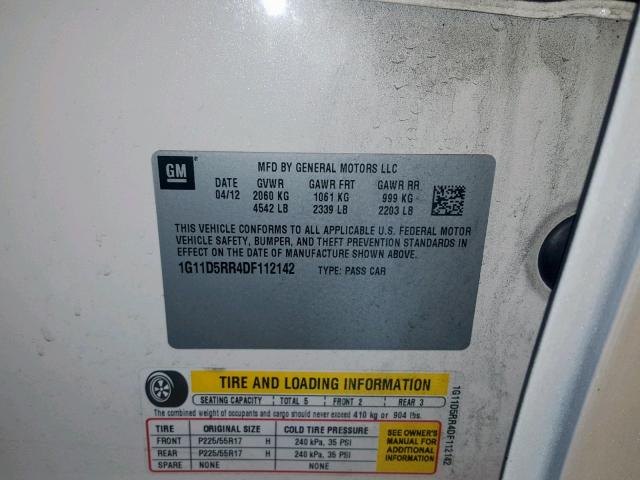 GM
MFD BY GENERAL MOTORS LLC
DATE GVWR GAWR FRT GAWR RR
04/12 2060 KG 1061 KG 999 KG
4542 LB 2339 LB 2203 LB
THIS VEHICLE CONFORMS TO ALL APPLICABLE U.S. FEDERAL MOTOR
VEHICLE SAFETY, BUMPER, AND THEFT PREVENTION STANDARDS IN
EFFECT ON THE DATE OF MANUFACTURE SHOWN ABOVE.
1G11D5RR4DF112142 TYPE: PASS CAR
TIRE AND LOADING INFORMATION
SEATING CAPACITY TOTAL 5 FRONT 2 REAR 3
The combined weight of occupants and cargo should never exceed 410 kg or 904 lbs.
TIRE ORIGINAL SIZE COLD TIRE PRESSURE
FRONT P225/55R17 H 240 kPa, 35 PSI
REAR P225/55R17 H 240 kPa, 35 PSI
SPARE NONE NONE
SEE OWNER'S
MANUAL FOR
ADDITIONAL
INFORMATION
1G11D5RR4DF112142